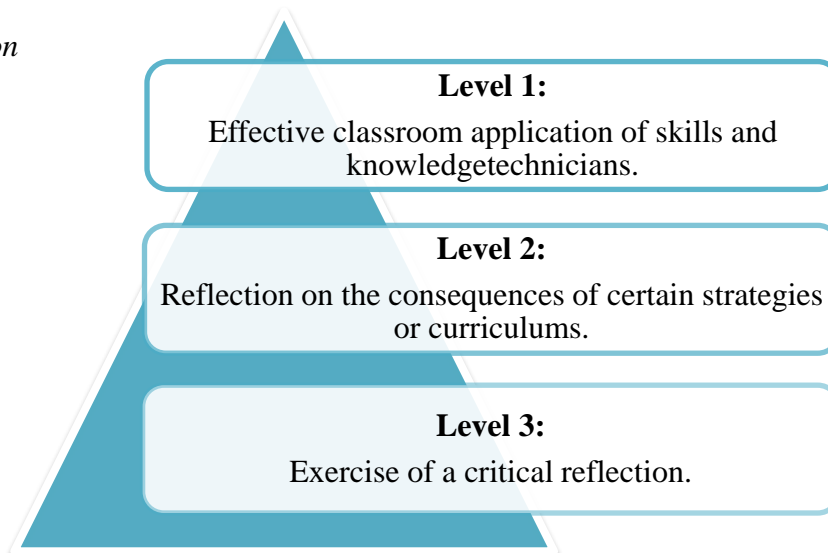 Level 1:
Effective classroom application of skills and
knowledgetechnicians.
Level 2:
Reflection on the consequences of certain strategies
or curriculums.
Level 3:
Exercise of a critical reflection.